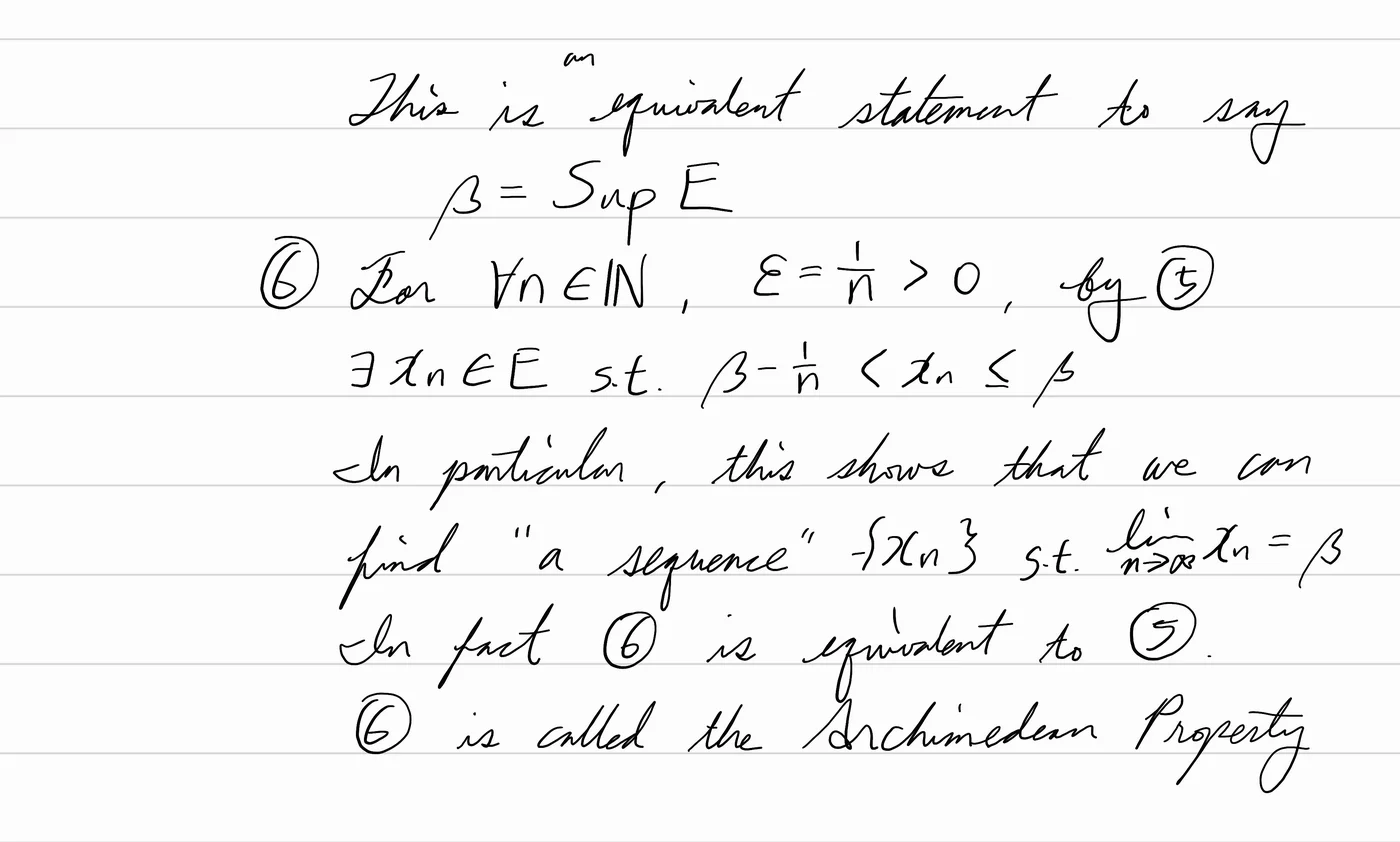 This is an equivalent statement to say
β = Sup E
⑥ For ∀n ∈ ℕ, ε = 1/n > 0, by ⑤
∃ xn ∈ E s.t. β - 1/n < xn ≤ β
In particular, this shows that we can
find "a sequence" {xn} s.t. lim n→∞ xn = β
In fact ⑥ is equivalent to ⑤.
⑥ is called the Archimedean Property